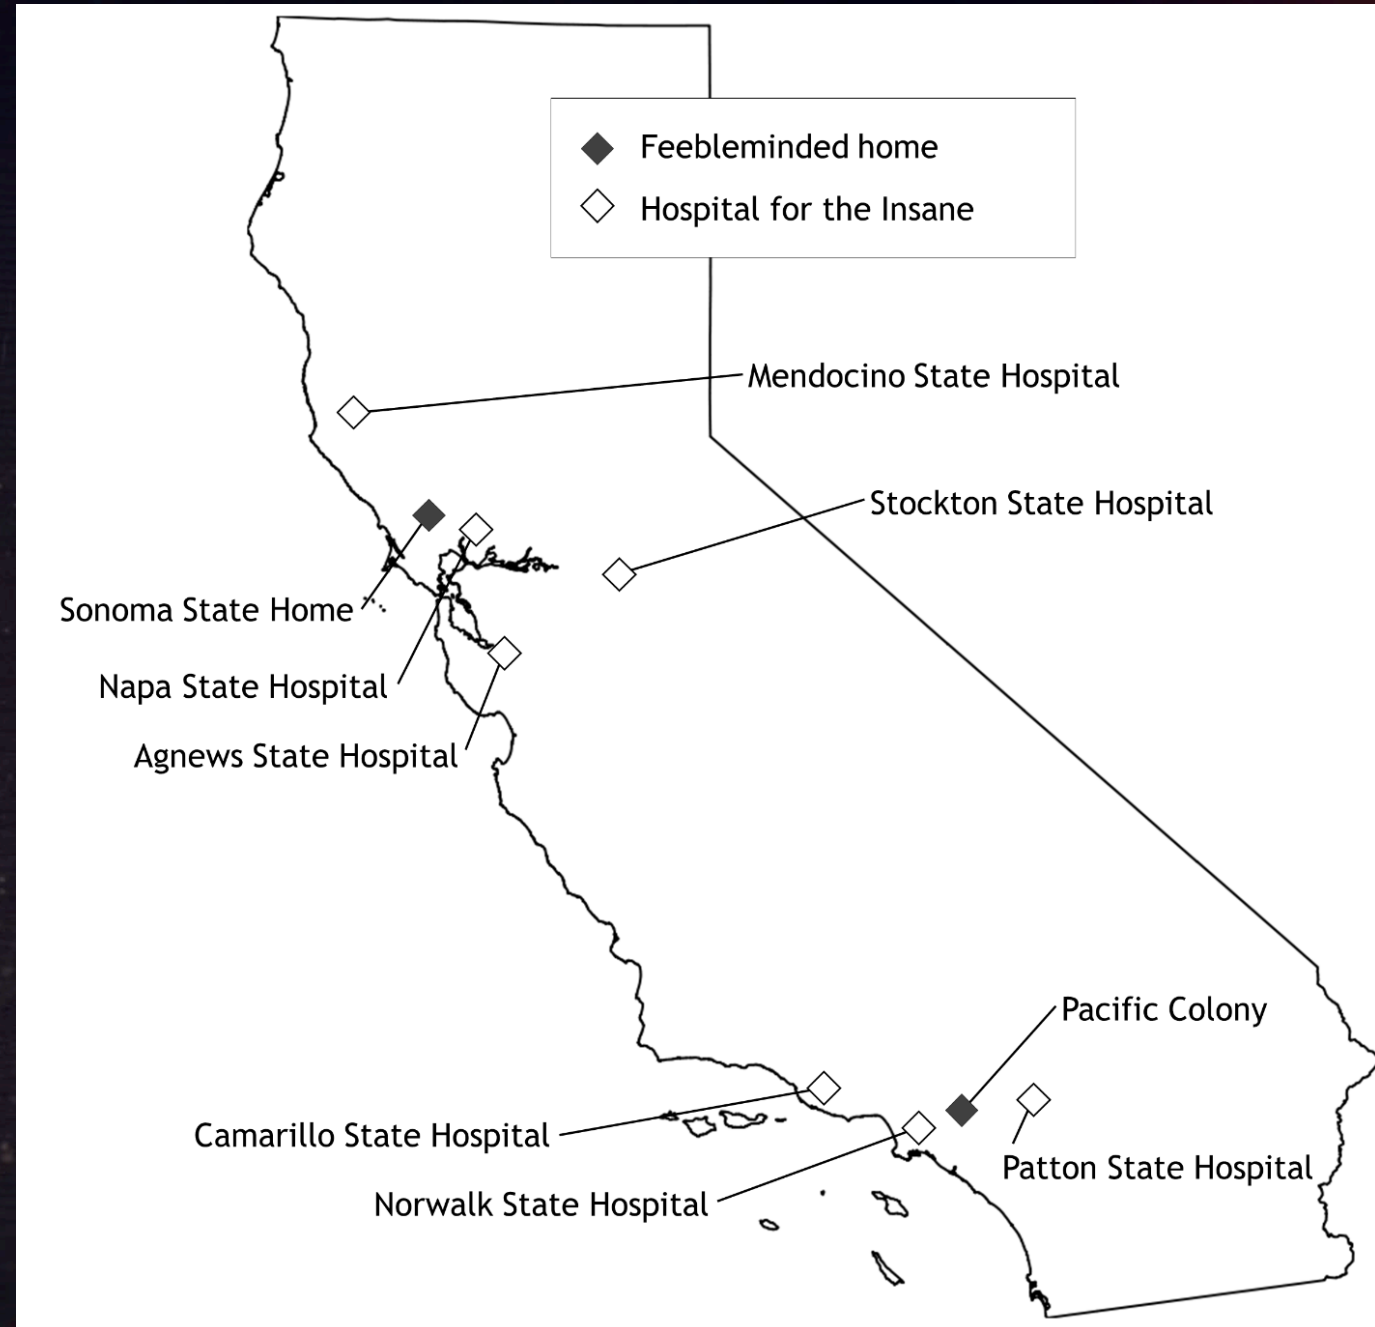 Feebleminded home
Hospital for the Insane
Mendocino State Hospital
Stockton State Hospital
Sonoma State Home
Napa State Hospital
Agnews State Hospital
Pacific Colony
Camarillo State Hospital
Patton State Hospital
Norwalk State Hospital